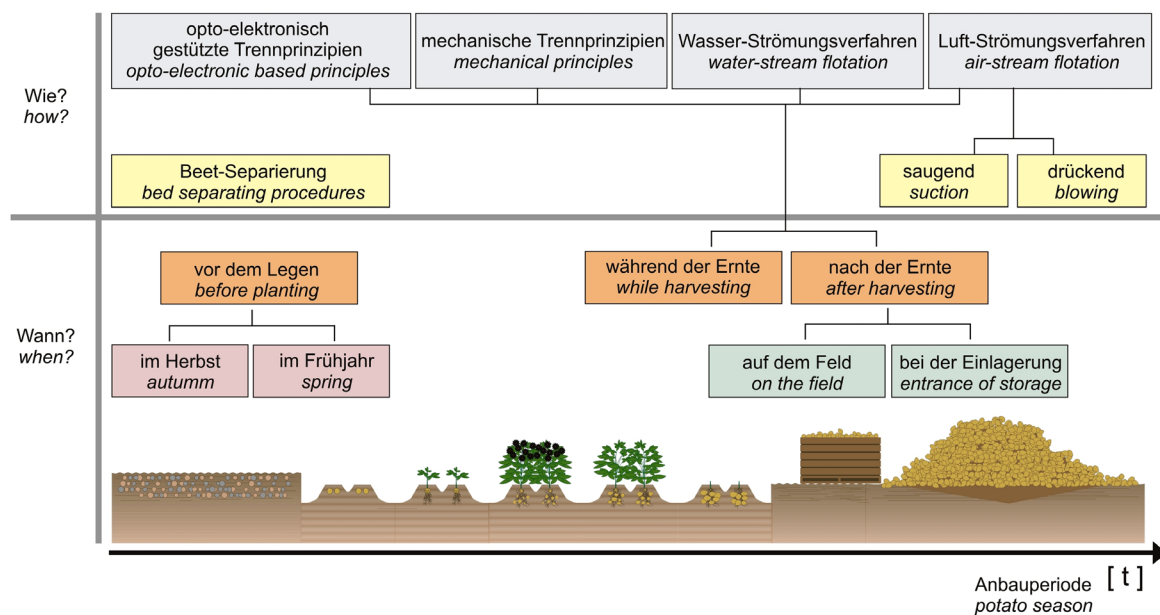 opto-elektronisch
gestützte Trennprinzipien
opto-electronic based principles
mechanische Trennprinzipien
mechanical principles
Wasser-Strömungsverfahren
water-stream flotation
Luft-Strömungsverfahren
air-stream flotation
Wie?
how?
Beet-Separierung
bed separating procedures
saugend
suction
drückend
blowing
vor dem Legen
before planting
während der Ernte
while harvesting
nach der Ernte
after harvesting
Wann?
when?
im Herbst
autumm
im Frühjahr
spring
auf dem Feld
on the field
bei der Einlagerung
entrance of storage
Anbauperiode
potato season
[ t ]